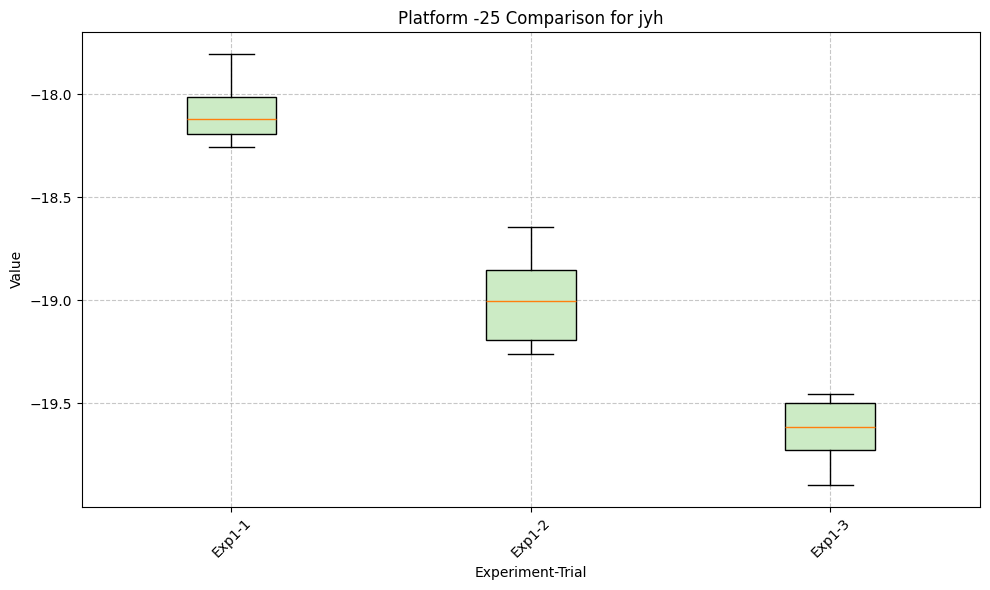 Platform -25 Comparison for jyh
Value
−18.0
−18.5
−19.0
−19.5
Exp1-1
Exp1-2
Exp1-3
Experiment-Trial